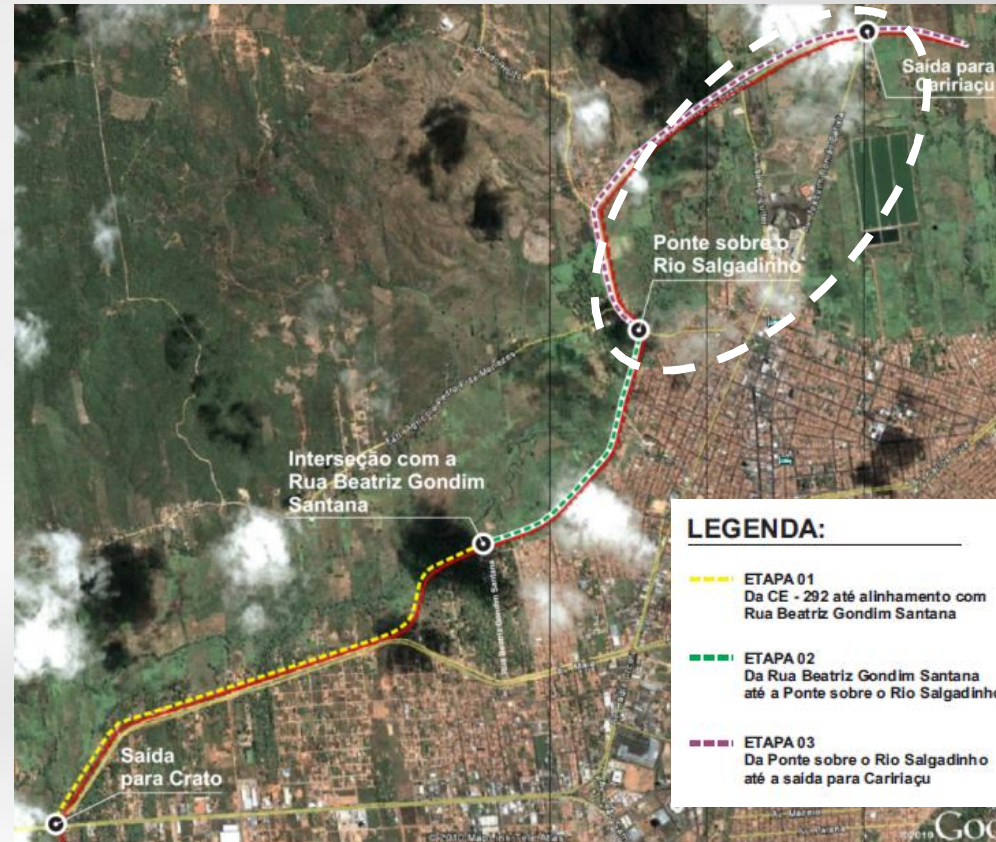 Saída para
Caririaçu
Ponte sobre o
Rio Salgadinho
Interseção com a
Rua Beatriz Gondim
Santana
Rua Beatriz Gondim Santana
Saída
para Crato
LEGENDA:
ETAPA 01
Da CE - 292 até alinhamento com
Rua Beatriz Gondim Santana
ETAPA 02
Da Rua Beatriz Gondim Santana
até a Ponte sobre o Rio Salgadinho
ETAPA 03
Da Ponte sobre o Rio Salgadinho
até a saída para Caririaçu
©2010 Goo